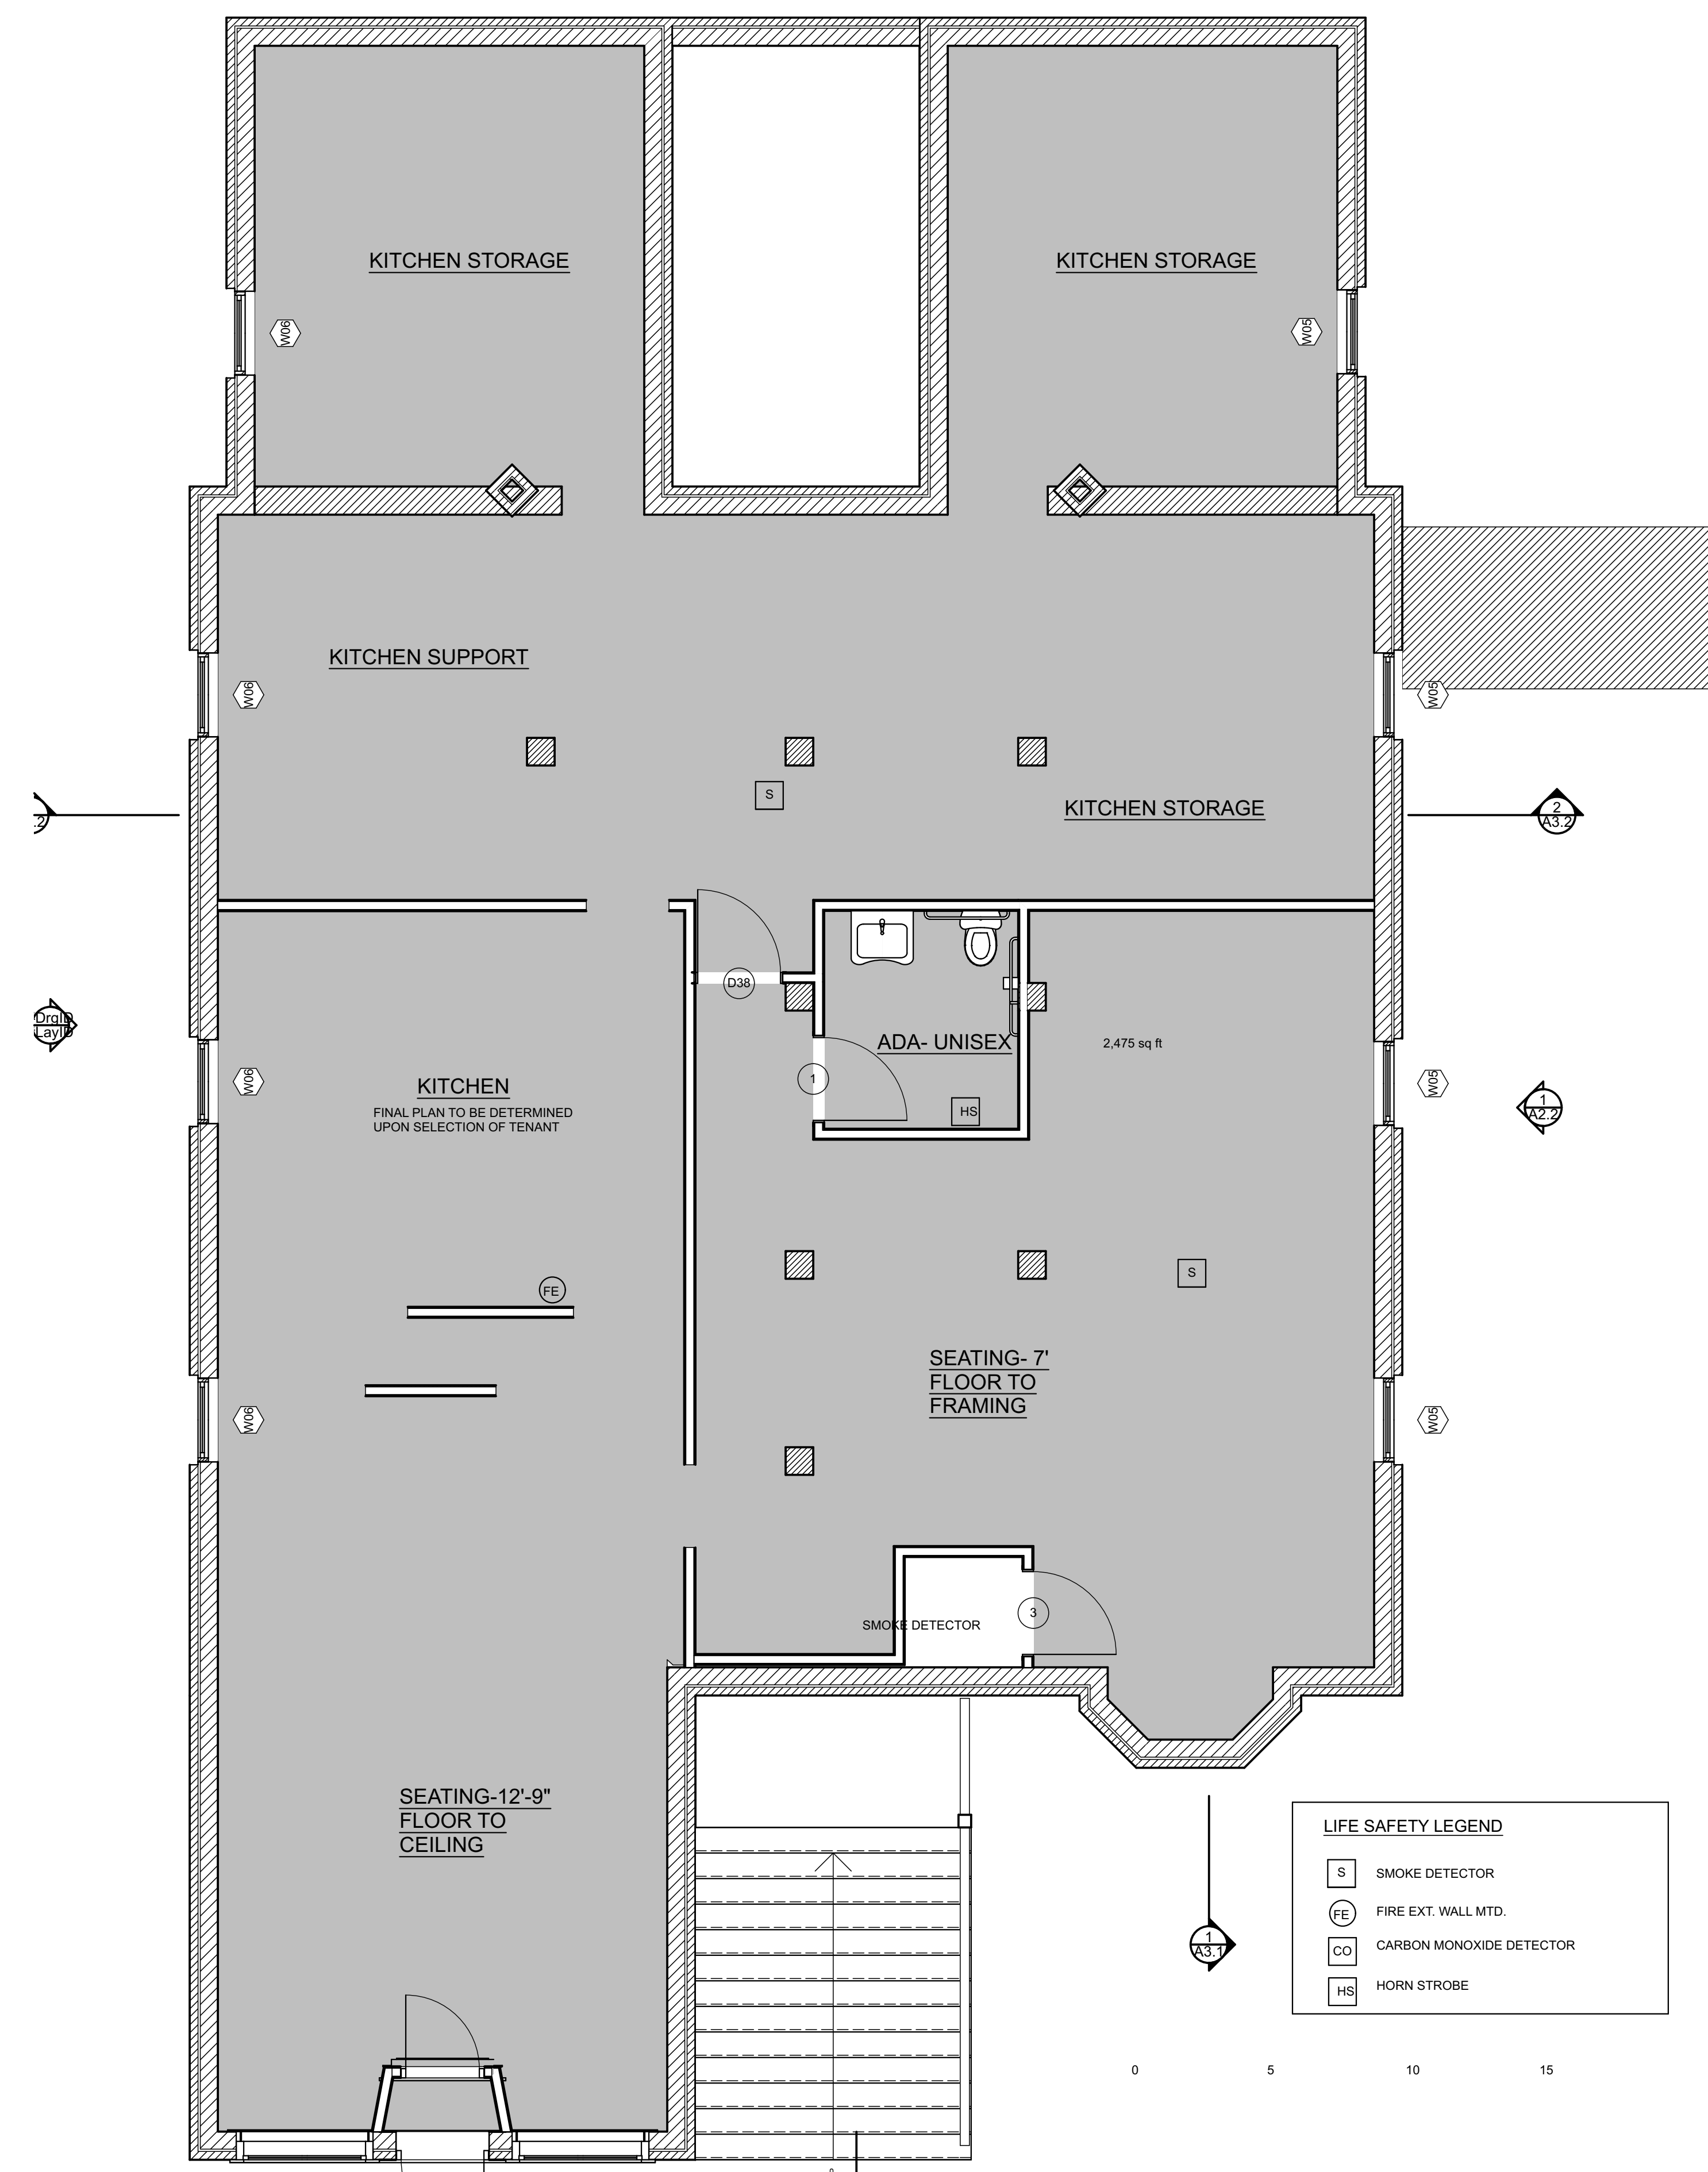 KITCHEN STORAGE
KITCHEN STORAGE
W06
W05
KITCHEN SUPPORT
W06
W05
S
KITCHEN STORAGE
.2
2
A3.2
D38
DrgID
LayID
ADA- UNISEX
2,475 sq ft
1
W06
KITCHEN
FINAL PLAN TO BE DETERMINED
UPON SELECTION OF TENANT
W05
HS
1
A2.2
FE
S
SEATING- 7'
FLOOR TO
FRAMING
W06
W05
3
SMOKE DETECTOR
SEATING-12'-9"
FLOOR TO
CEILING
LIFE SAFETY LEGEND
S SMOKE DETECTOR
FE FIRE EXT. WALL MTD.
CO CARBON MONOXIDE DETECTOR
HS HORN STROBE
1
A3.1
0 5 10 15